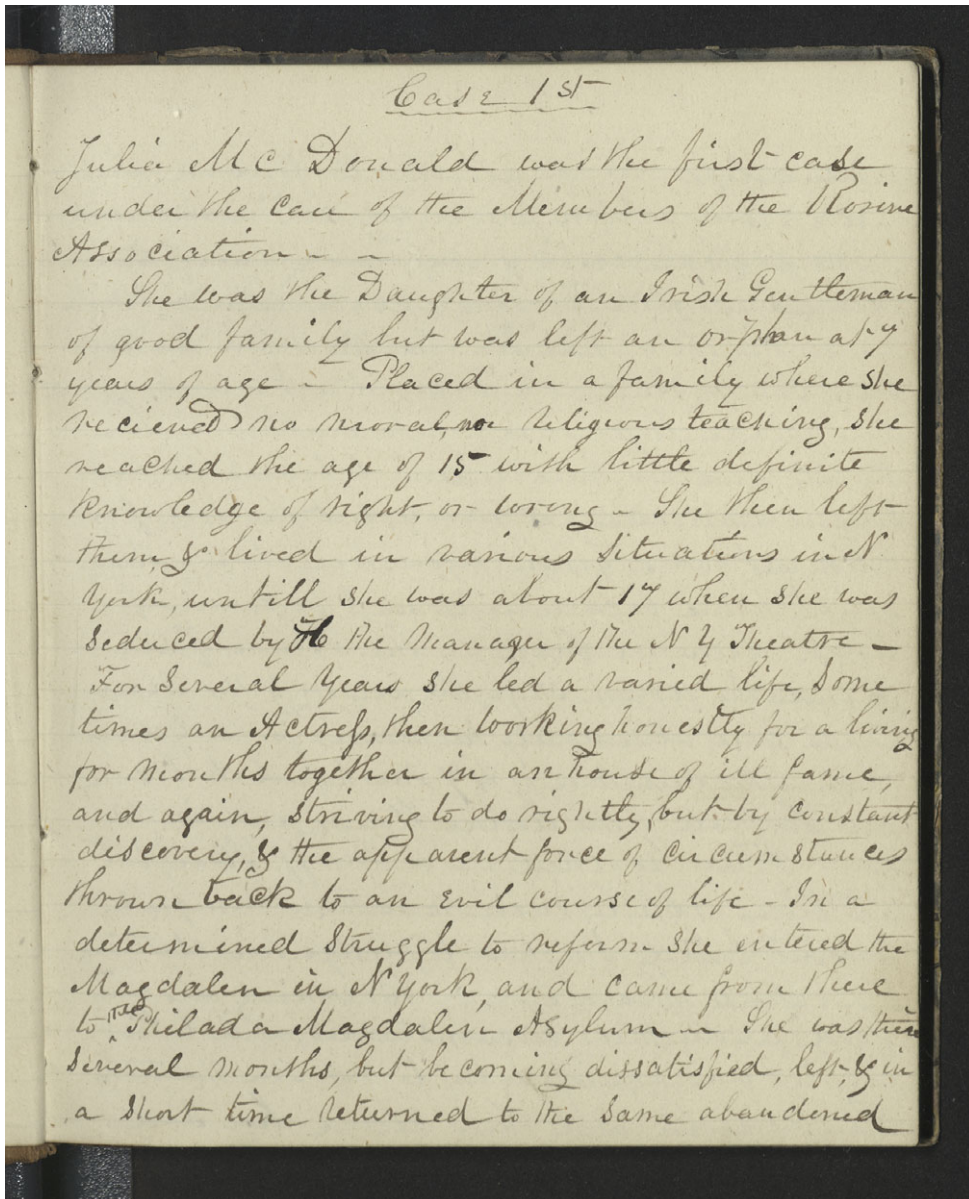 Case 1st
Julia Mc Donald was the first case
under the care of the Members of the Rosine
Association - -
She was the Daughter of an Irish Gentleman
of good family but was left an orphan at 7
years of age - Placed in a family where she
recieved no moral, nor religious teaching, she
reached the age of 15 with little definite
knowledge of right, or wrong - She then left
them, & lived in various situations in N
York, untill she was about 17 when she was
seduced by the manager of the N Y Theatre -
For Several Years she led a varied life, Some
times an Actress, then working honestly for a living
for months together in an house of ill fame,
and again, striving to do rightly, but by constant
discovery, & the apparent force of circumstances
thrown back to an evil course of life - In a
determined struggle to reform she entered the
Magdalen in N York, and came from there
to the Philada Magdalen Asylum - She was there
several months, but becoming dissatisfied, left, & in
a short time returned to the same abandoned